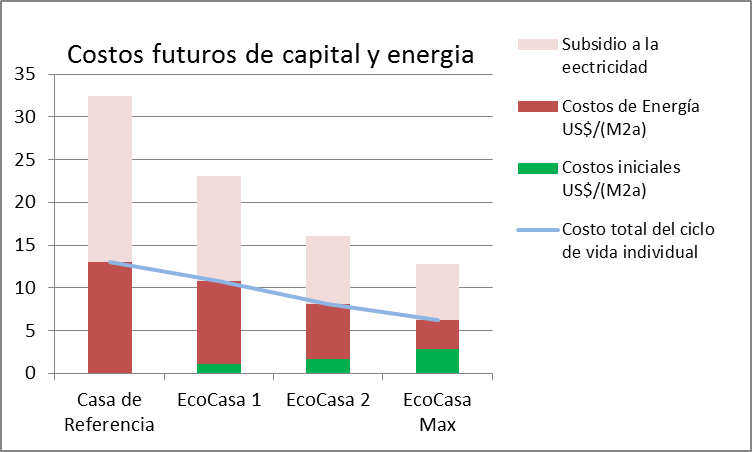 Costos futuros de capital y energia
35
30
25
20
15
10
5
0
Casa de
Referencia
EcoCasa 1
EcoCasa 2
EcoCasa
Max
Subsidio a la
eectricidad
Costos de Energía
US$/(M2a)
Costos iniciales
US$/(M2a)
Costo total del ciclo
de vida individual